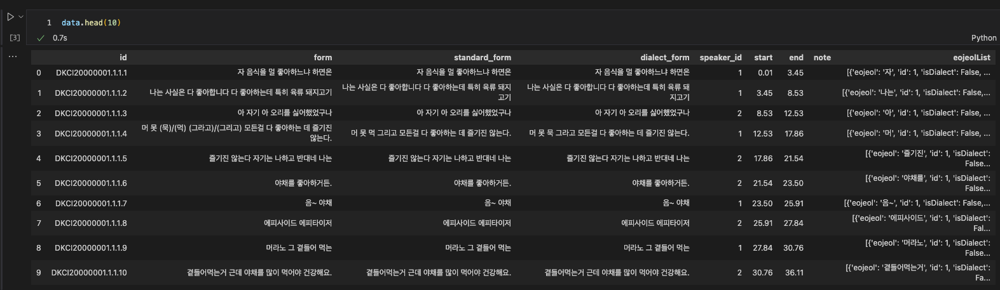 1 data.head(10)
[3] 0.7s Python
id form standard_form dialect_form speaker_id start end note eojeolList
0 DKCI20000001.1.1.1 자 음식을 멀 좋아하느냐 하면은 자 음식을 멀 좋아하느냐 하면은 자 음식을 멀 좋아하느냐 하면은 1 0.01 3.45 [{'eojeol': '자', 'id': 1, 'isDialect': False, ...
1 DKCI20000001.1.1.2 나는 사실은 다 좋아합니다 다 좋아하는데 특히 육류 돼지고기 나는 사실은 다 좋아합니다 다 좋아하는데 특히 육류 돼지 고기 나는 사실은 다 좋아합니다 다 좋아하는데 특히 육류 돼 지고기 1 3.45 8.53 [{'eojeol': '나는', 'id': 1, 'isDialect': False,...
2 DKCI20000001.1.1.3 아 자기 아 오리를 싫어했었구나 아 자기 아 오리를 싫어했었구나 아 자기 아 오리를 싫어했었구나 2 8.53 12.53 [{'eojeol': '아', 'id': 1, 'isDialect': False, ...
3 DKCI20000001.1.1.4 머 못 (묵)/(먹) (그라고)/(그리고) 모든걸 다 좋아하는 데 즐기진 않는다. 머 못 먹 그리고 모든걸 다 좋아하는 데 즐기진 않는다. 머 못 묵 그라고 모든걸 다 좋아하는 데 즐기진 않는다. 1 12.53 17.86 [{'eojeol': '머', 'id': 1, 'isDialect': False, ...
4 DKCI20000001.1.1.5 즐기진 않는다 자기는 나하고 반대네 나는 즐기진 않는다 자기는 나하고 반대네 나는 즐기진 않는다 자기는 나하고 반대네 나는 2 17.86 21.54 [{'eojeol': '즐기진', 'id': 1, 'isDialect': False...
5 DKCI20000001.1.1.6 야채를 좋아하거든. 야채를 좋아하거든. 야채를 좋아하거든. 2 21.54 23.50 [{'eojeol': '야채를', 'id': 1, 'isDialect': False...
6 DKCI20000001.1.1.7 음~ 야채 음~ 야채 음~ 야채 1 23.50 25.91 [{'eojeol': '음~', 'id': 1, 'isDialect': False,...
7 DKCI20000001.1.1.8 에피사이드 에피타이저 에피사이드 에피타이저 에피사이드 에피타이저 2 25.91 27.84 [{'eojeol': '에피사이드', 'id': 1, 'isDialect': Fal...
8 DKCI20000001.1.1.9 머라노 그 곁들어 먹는 머라노 그 곁들어 먹는 머라노 그 곁들어 먹는 1 27.84 30.76 [{'eojeol': '머라노', 'id': 1, 'isDialect': False...
9 DKCI20000001.1.1.10 곁들어먹는거 근데 야채를 많이 먹어야 건강해요. 곁들어먹는거 근데 야채를 많이 먹어야 건강해요. 곁들어먹는거 근데 야채를 많이 먹어야 건강해요. 2 30.76 36.11 [{'eojeol': '곁들어먹는거', 'id': 1, 'isDialect': Fa...